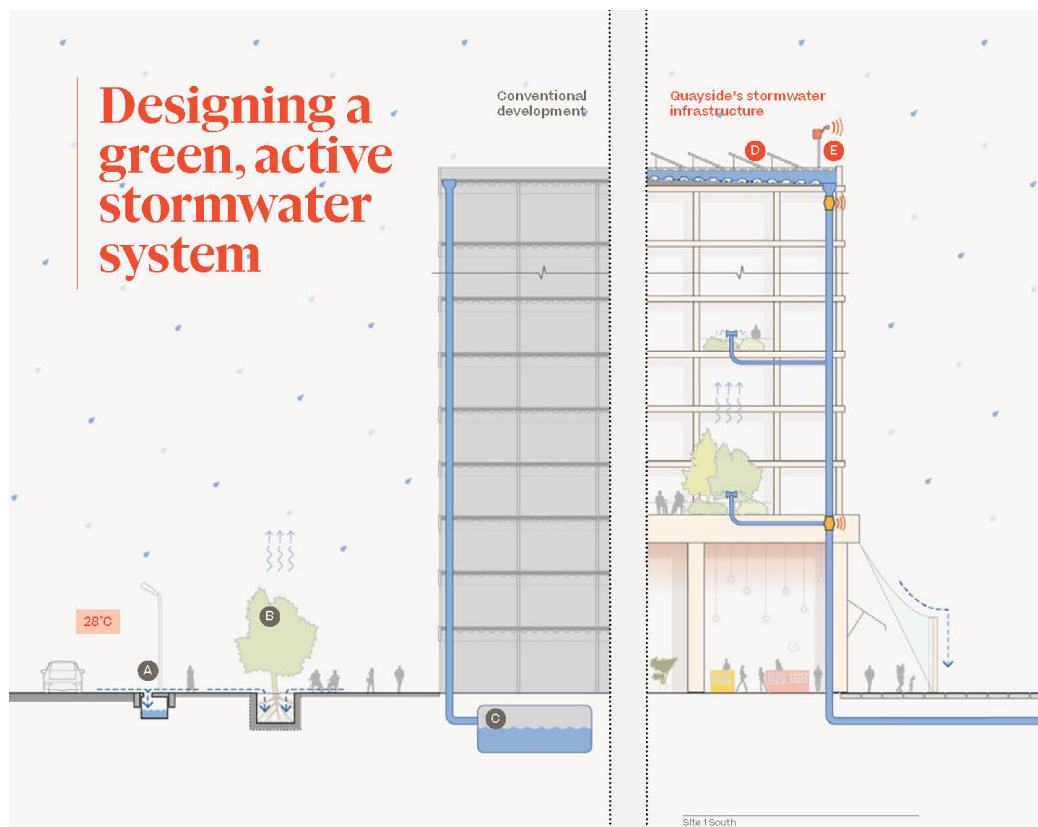 Designing a
green, active
stormwater
system
Conventional
development
Quayside's stormwater
infrastructure
D
E
28°C
A
B
C
Site 1 South